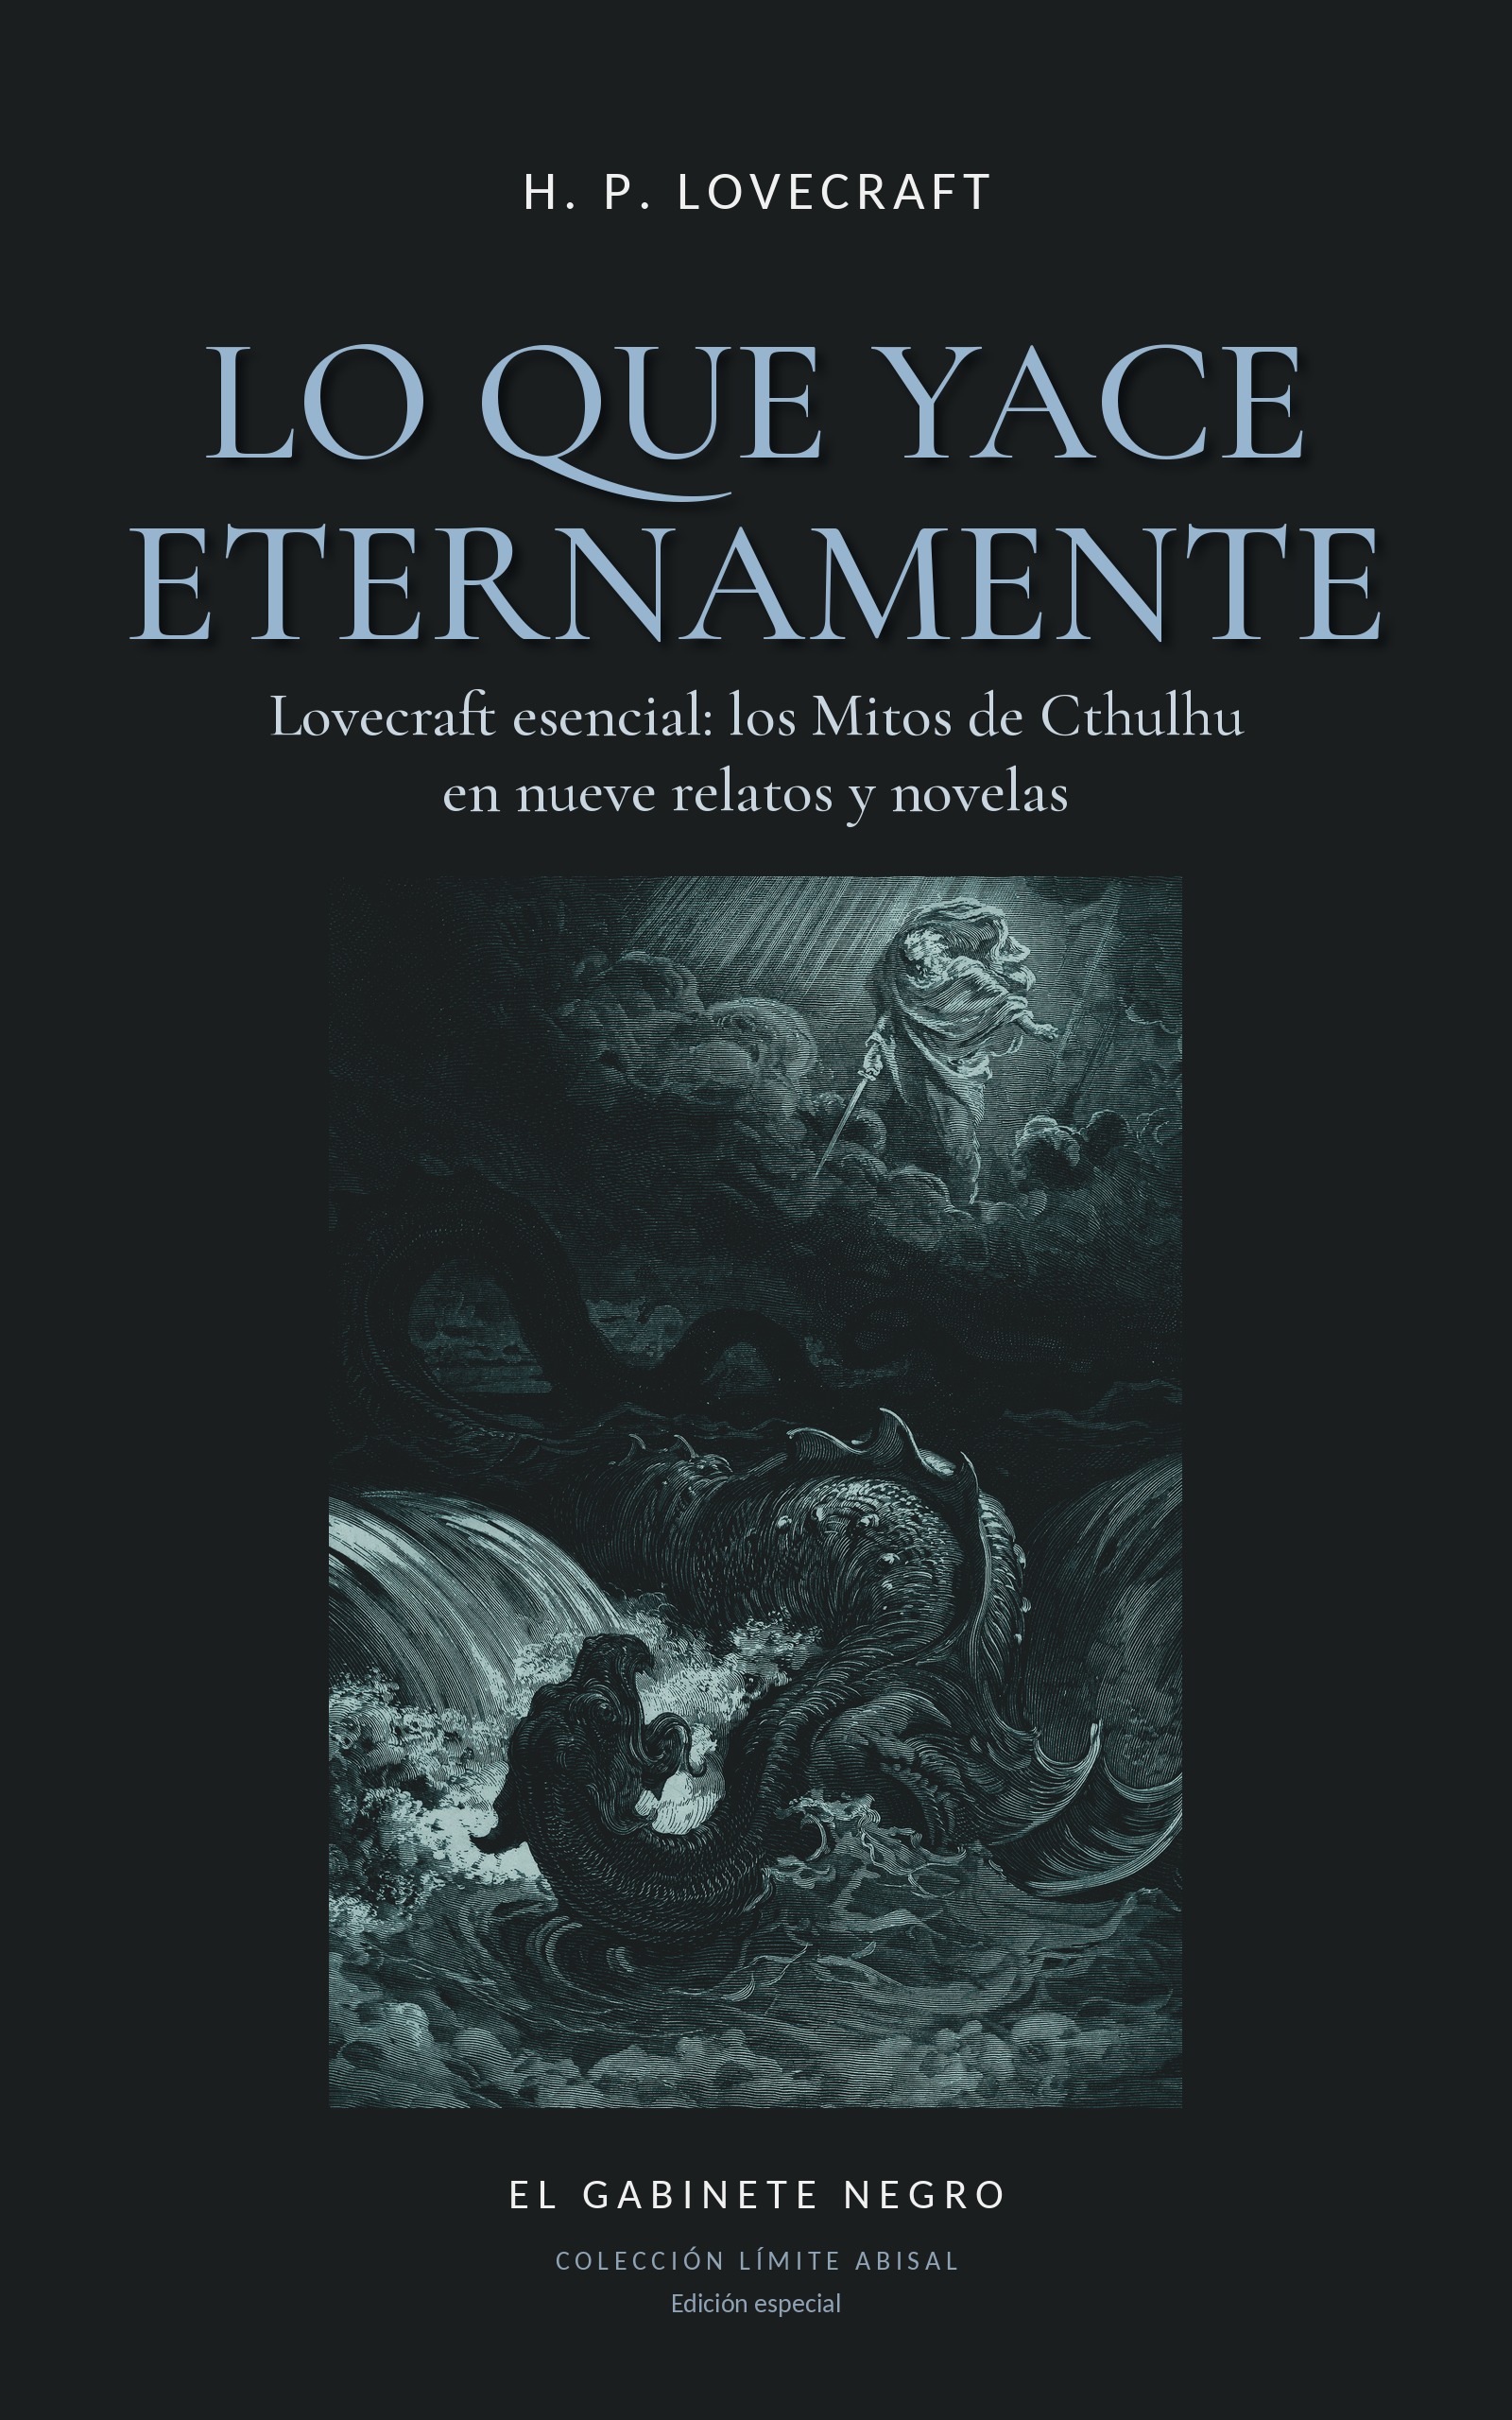 H. P. LOVECRAFT
LO QUE YACE
ETERNAMENTE
Lovecraft esencial: los Mitos de Cthulhu
en nueve relatos y novelas
EL GABINETE NEGRO
COLECCIÓN LÍMITE ABISAL
Edición especial